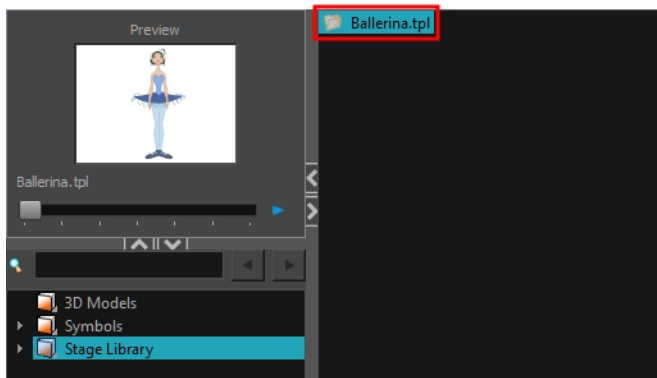 Preview
Ballerina.tpl
Ballerina.tpl
3D Models
Symbols
Stage Library